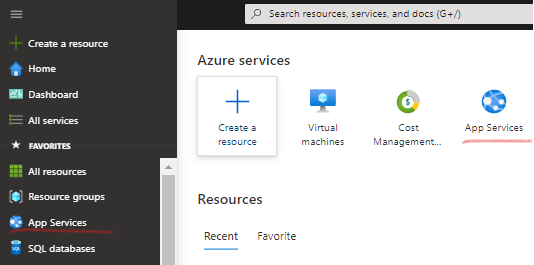 Search resources, services, and docs (G+/)
Create a resource
Home
Dashboard
All services
FAVORITES
All resources
Resource groups
App Services
SQL databases
Azure services
Create a
resource
Virtual
machines
Cost
Management...
App Services
Resources
Recent
Favorite